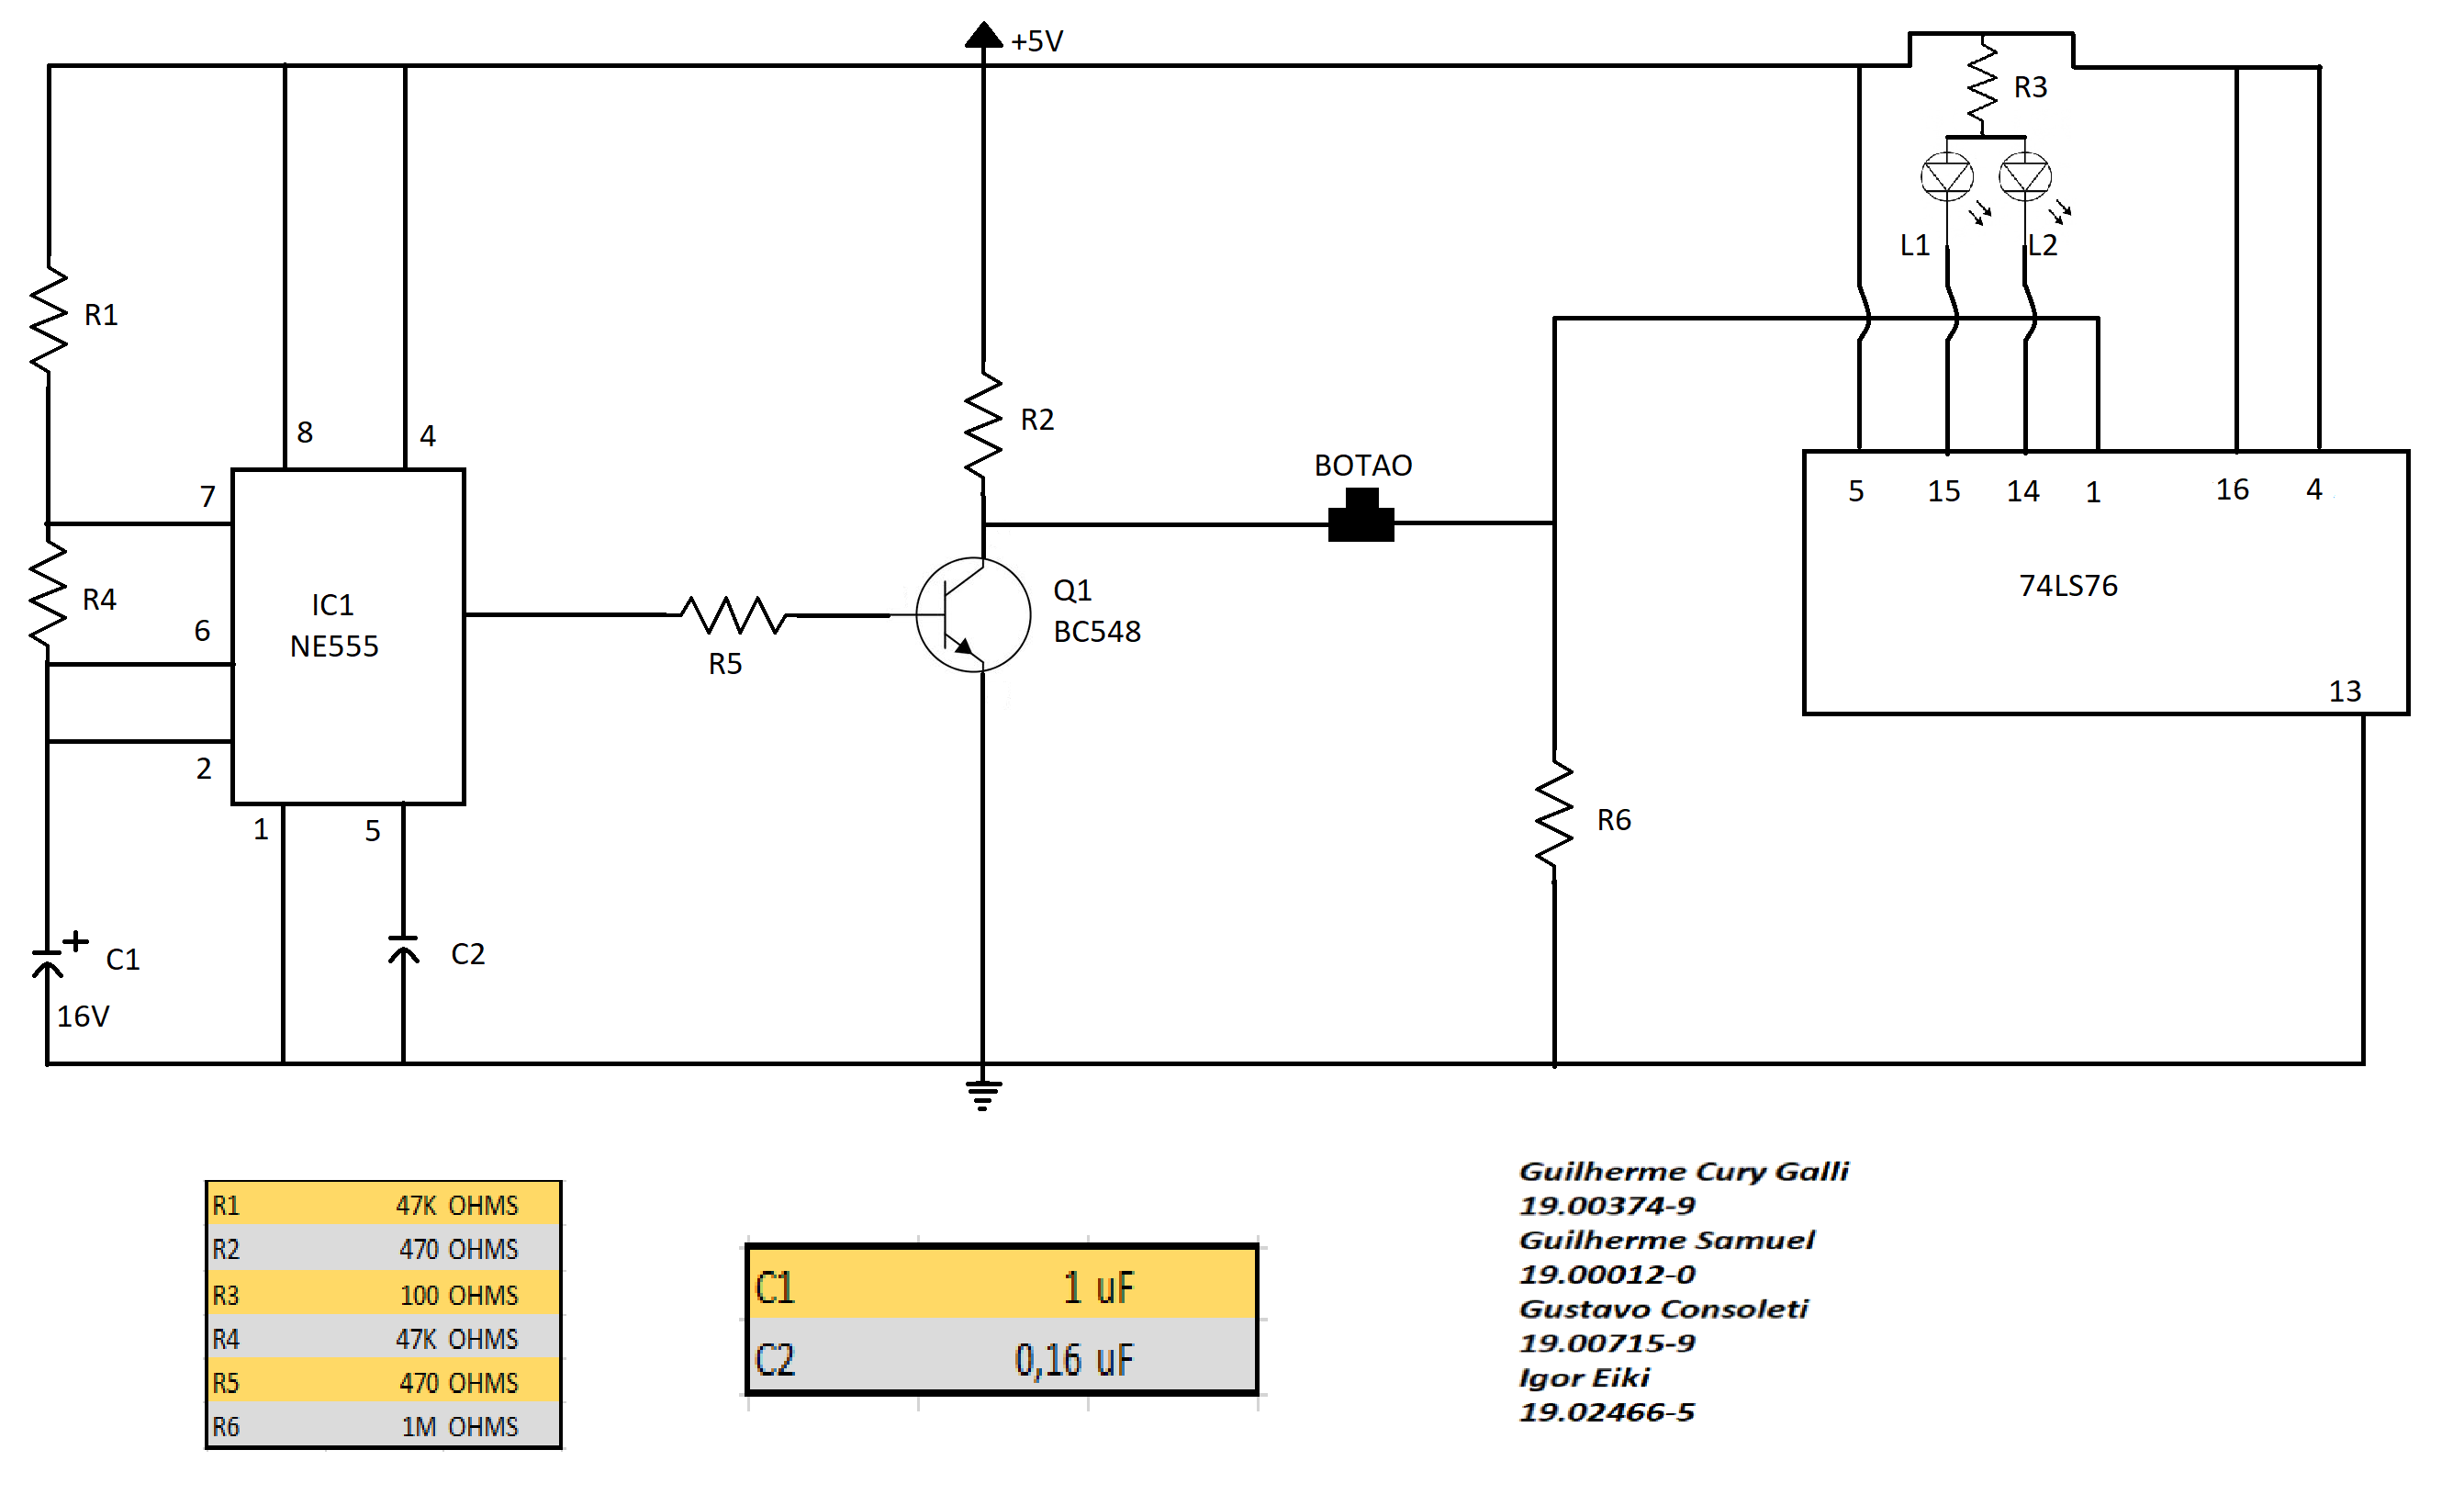 +5V
R3
L1
L2
R1
R2
8
4
7
BOTAO
5
15
14
1
16
4
R4
6
IC1
NE555
Q1
BC548
74LS76
R5
13
2
1
5
R6
+
C1
C2
16V
R1 47K OHMS
R2 470 OHMS
R3 100 OHMS
R4 47K OHMS
R5 470 OHMS
R6 1M OHMS
C1 1 uF
C2 0,16 uF
Guilherme Cury Galli
19.00374-9
Guilherme Samuel
19.00012-0
Gustavo Consoleti
19.00715-9
Igor Eiki
19.02466-5